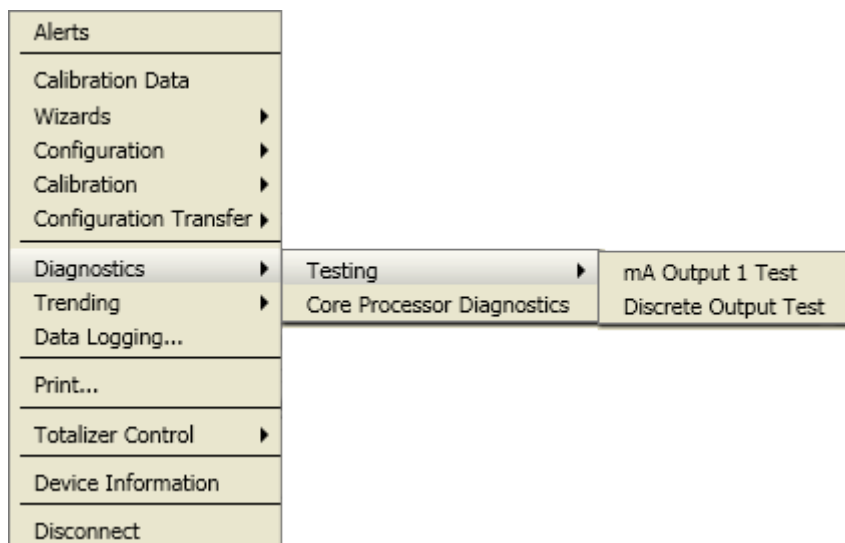 Alerts
Calibration Data
Wizards
Configuration
Calibration
Configuration Transfer
Diagnostics
Trending
Data Logging...
Print...
Totalizer Control
Device Information
Disconnect
Testing
Core Processor Diagnostics
mA Output 1 Test
Discrete Output Test